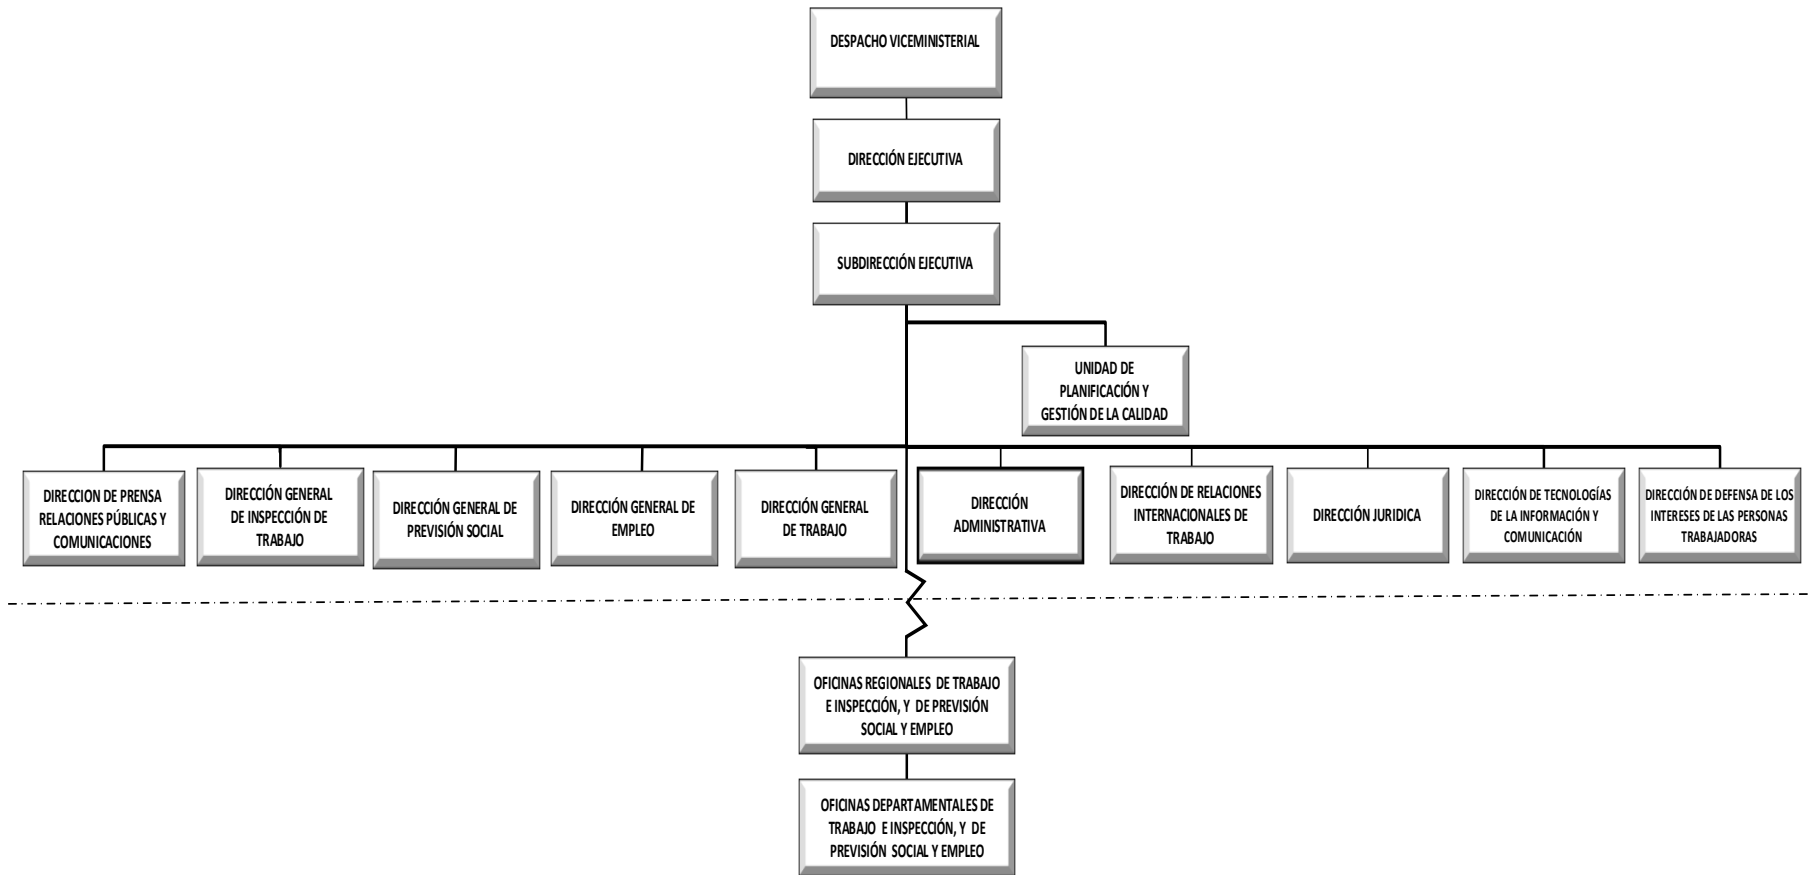 DESPACHO VICEMINISTERIAL
DIRECCIÓN EJECUTIVA
SUBDIRECCIÓN EJECUTIVA
UNIDAD DE
PLANIFICACIÓN Y
GESTIÓN DE LA CALIDAD
DIRECCION DE PRENSA
RELACIONES PÚBLICAS Y
COMUNICACIONES
DIRECCIÓN GENERAL
DE INSPECCIÓN DE
TRABAJO
DIRECCIÓN GENERAL DE
PREVISIÓN SOCIAL
DIRECCIÓN GENERAL DE
EMPLEO
DIRECCIÓN GENERAL
DE TRABAJO
DIRECCIÓN
ADMINISTRATIVA
DIRECCIÓN DE RELACIONES
INTERNACIONALES DE
TRABAJO
DIRECCIÓN JURIDICA
DIRECCIÓN DE TECNOLOGÍAS
DE LA INFORMACIÓN Y
COMUNICACIÓN
DIRECCIÓN DE DEFENSA DE LOS
INTERESES DE LAS PERSONAS
TRABAJADORAS
OFICINAS REGIONALES DE TRABAJO
E INSPECCIÓN, Y DE PREVISIÓN
SOCIAL Y EMPLEO
OFICINAS DEPARTAMENTALES DE
TRABAJO E INSPECCIÓN, Y DE
PREVISIÓN SOCIAL Y EMPLEO